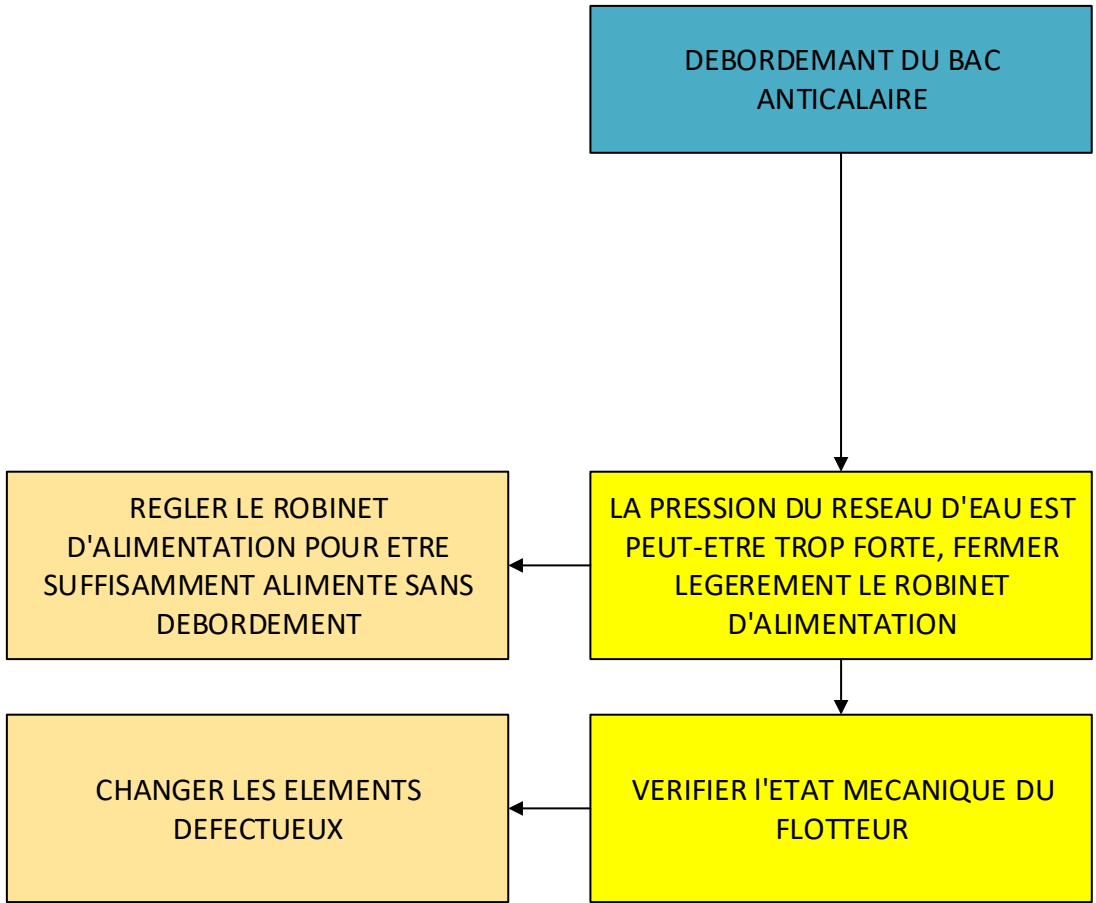 DEBORDEMANT DU BAC
ANTICALAIRE
REGLER LE ROBINET
D'ALIMENTATION POUR ETRE
SUFFISAMMENT ALIMENTE SANS
DEBORDEMENT
LA PRESSION DU RESEAU D'EAU EST
PEUT-ETRE TROP FORTE, FERMER
LEGEREMENT LE ROBINET
D'ALIMENTATION
CHANGER LES ELEMENTS
DEFECTUEUX
VERIFIER l'ETAT MECANIQUE DU
FLOTTEUR